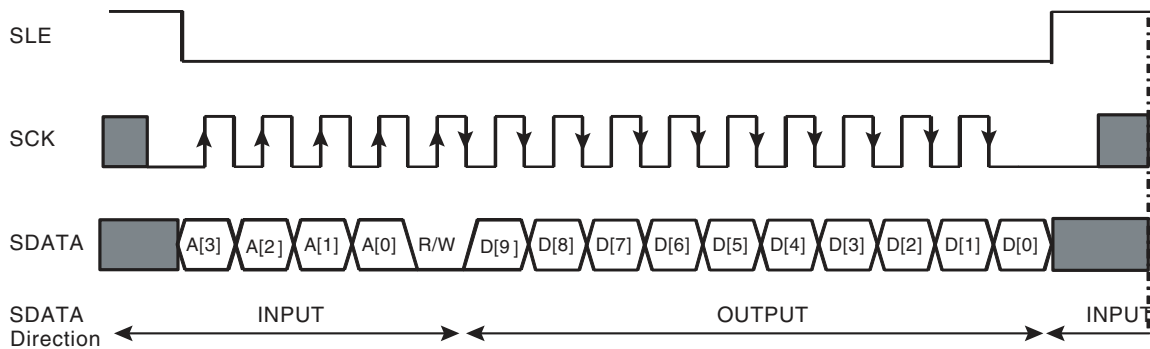 SLE
SCK
SDATA A[3] A[2] A[1] A[0] R/W D[9] D[8] D[7] D[6] D[5] D[4] D[3] D[2] D[1] D[0]
SDATA
Direction
INPUT OUTPUT INPUT